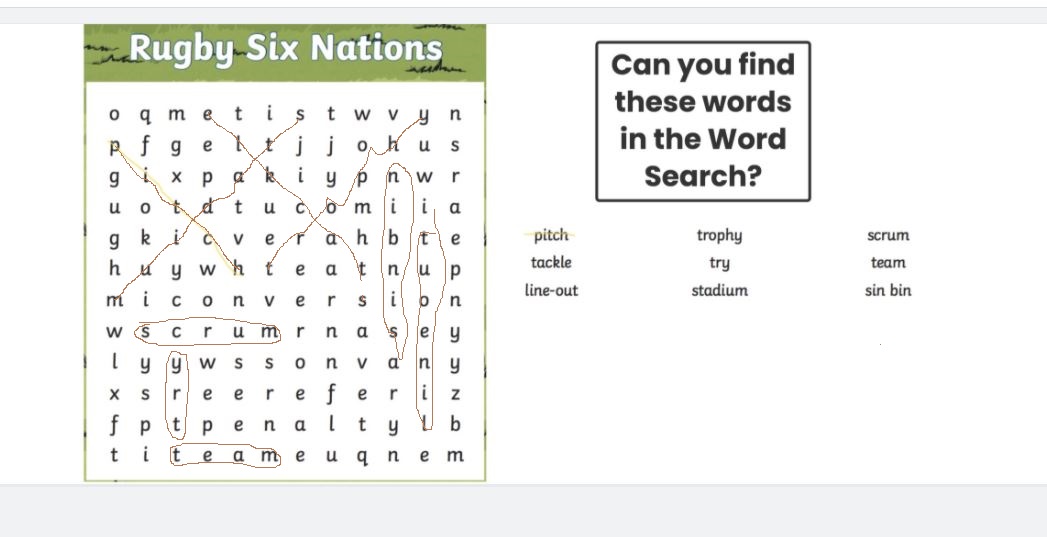 Rugby Six Nations
Can you find
these words
in the Word
Search?
o q m e t i s t w v y n
p f g e l t j j o h u s
g i x p a k i y p n w r
u o t d t u c o m i i a
g k i c v e r a h b t e
h u y w h t e a t n u p
m i c o n v e r s i o n
w s c r u m r n a s e y
l y y w s s o n v a n y
x s r e e r e f e r i z
f p t p e n a l t y l b
t i t e a m e u q n e m
pitch trophy scrum
tackle try team
line-out stadium sin bin